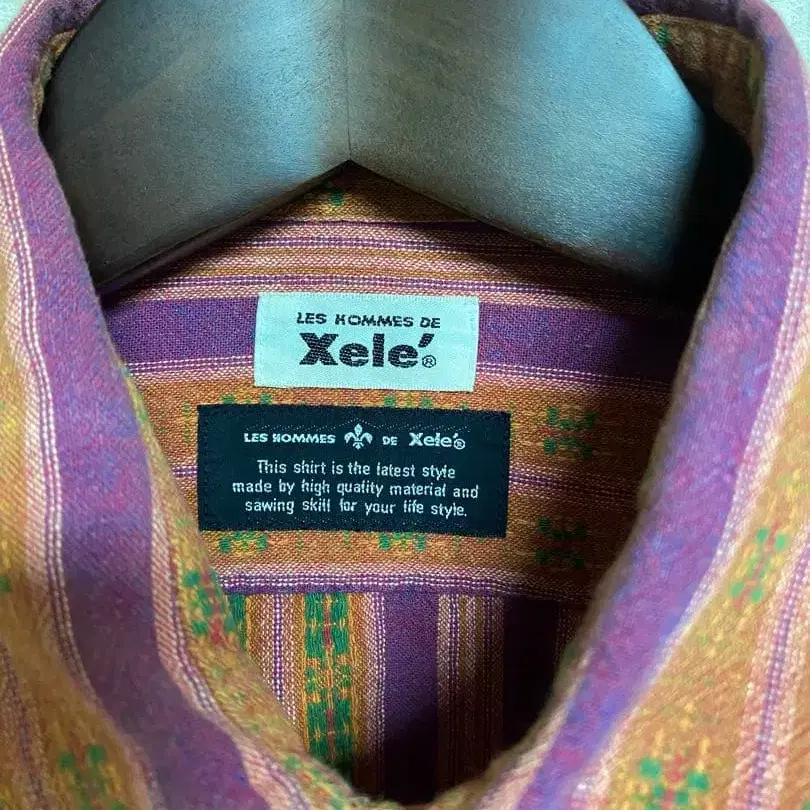 LES HOMMES DE
Xele´®
LES HOMMES DE Xele´®
This shirt is the latest style
made by high quality material and
sawing skill for your life style.